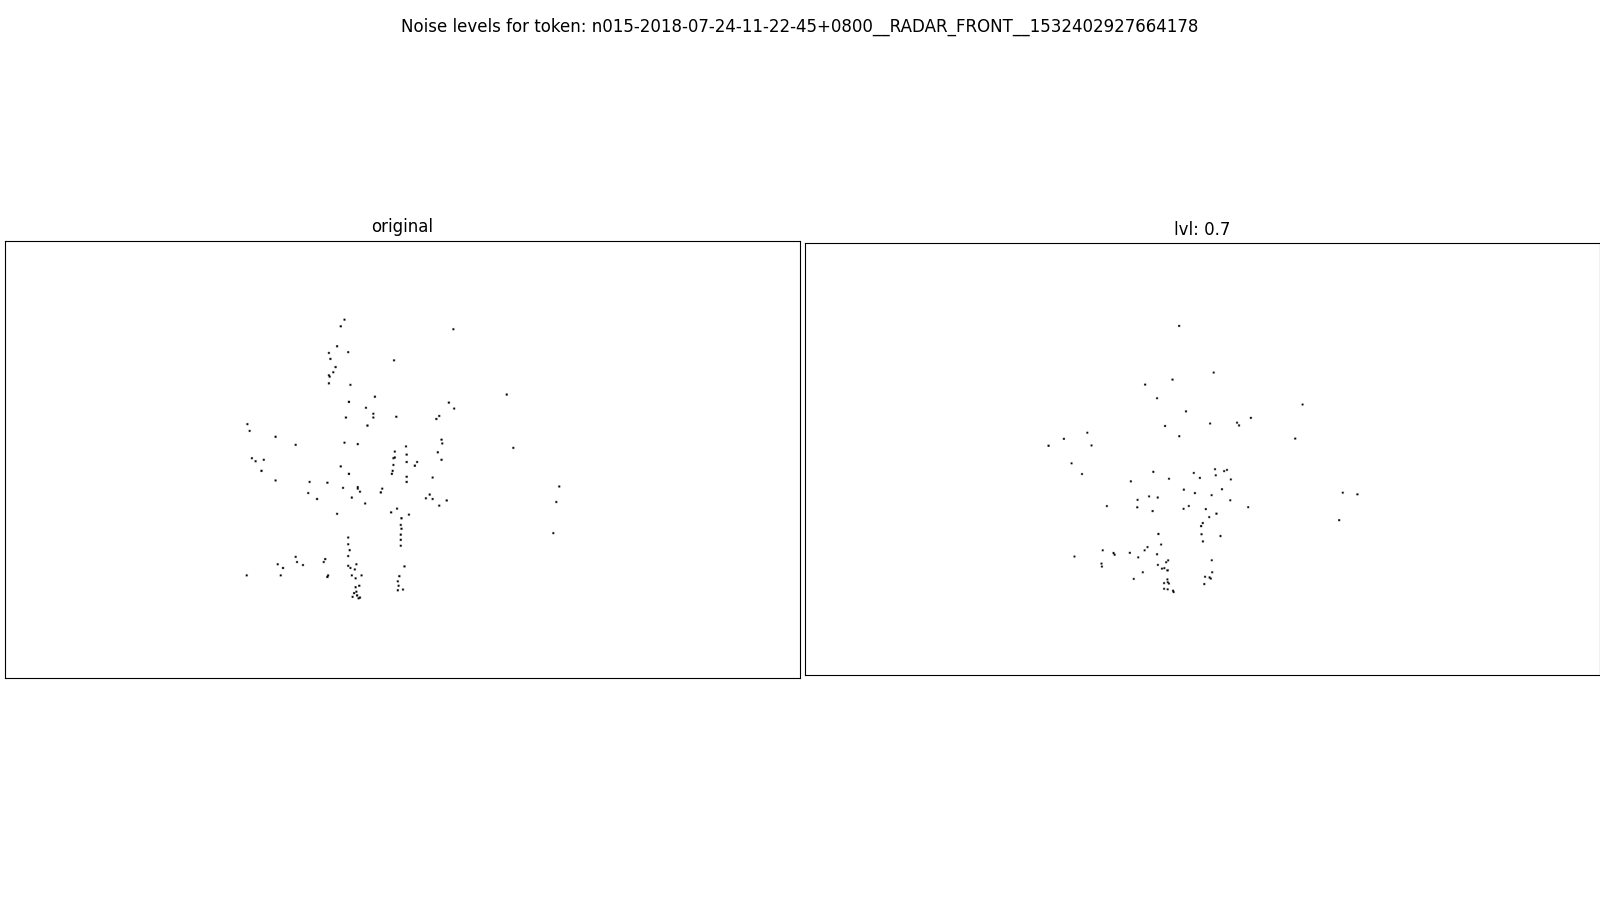 Noise levels for token: n015-2018-07-24-11-22-45+0800__RADAR_FRONT__1532402927664178
original
lvl: 0.7